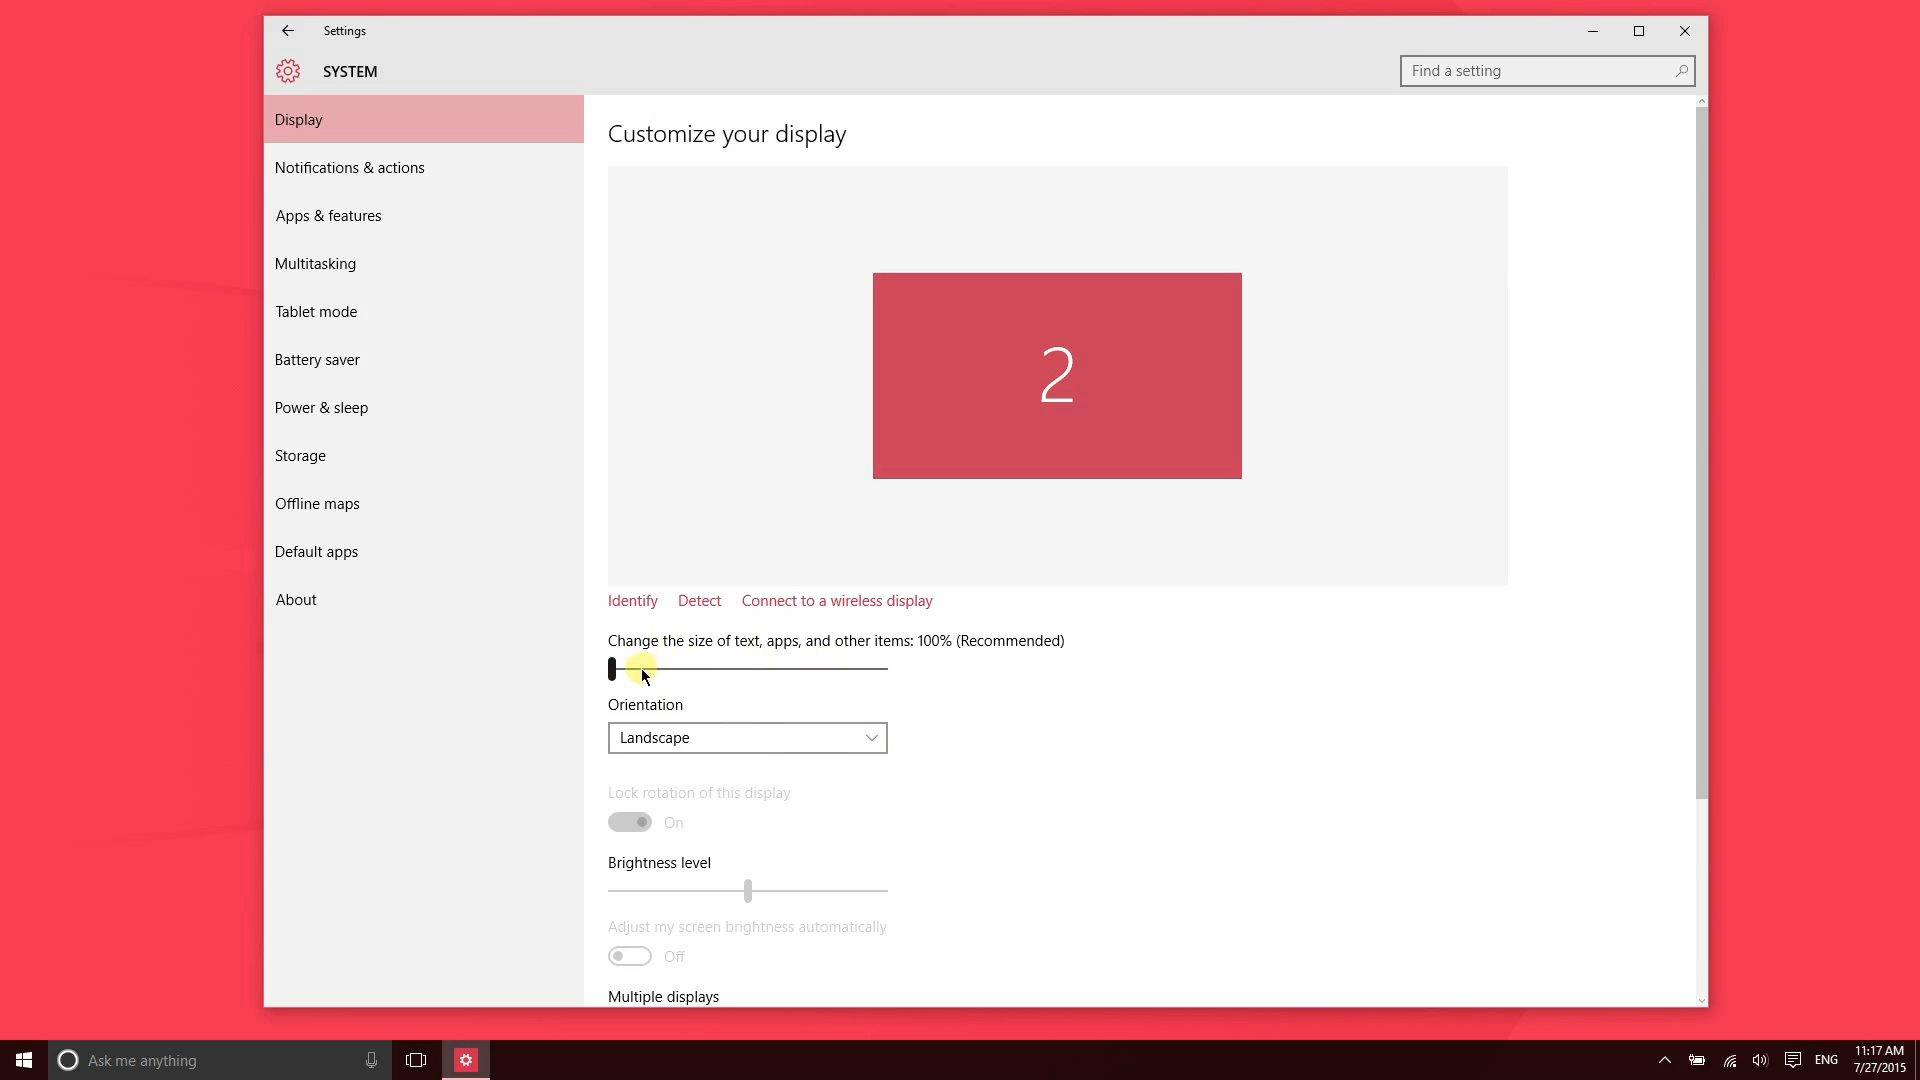 Settings
SYSTEM
Find a setting
Display
Notifications & actions
Apps & features
Multitasking
Tablet mode
Battery saver
Power & sleep
Storage
Offline maps
Default apps
About
Customize your display
2
Identify Detect Connect to a wireless display
Change the size of text, apps, and other items: 100% (Recommended)
Orientation
Landscape
Lock rotation of this display
On
Brightness level
Adjust my screen brightness automatically
Off
Multiple displays
Ask me anything
ENG
11:17 AM
7/27/2015